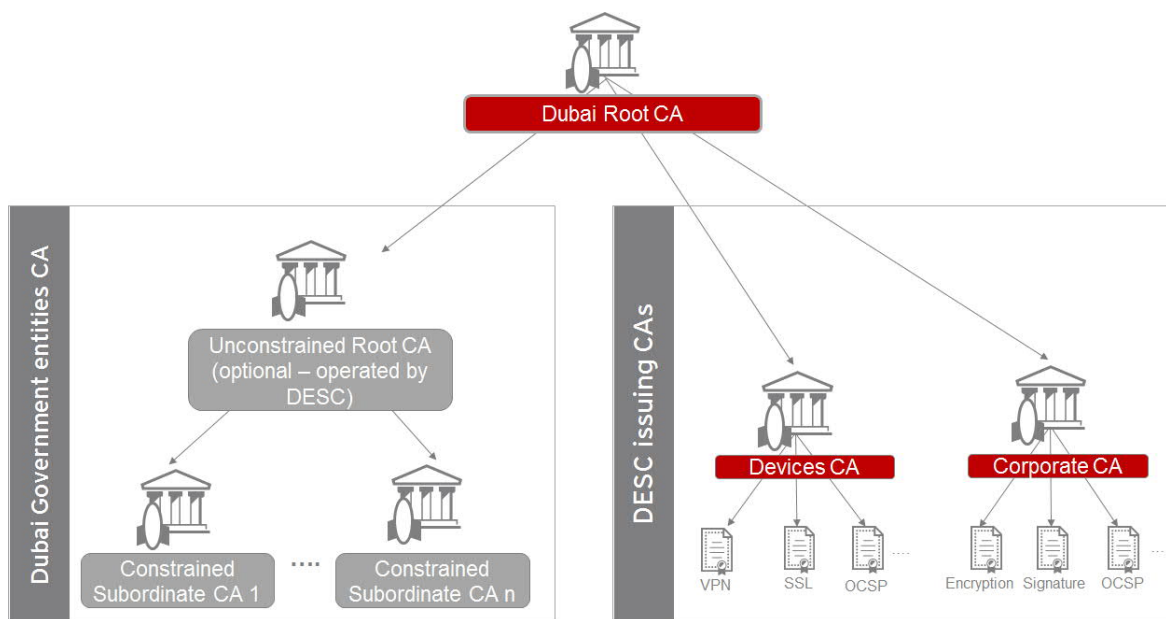 Dubai Root CA
Dubai Government entities CA
Unconstrained Root CA
(optional – operated by
DESC)
Constrained
Subordinate CA 1
....
Constrained
Subordinate CA n
DESC issuing CAs
Devices CA
VPN
SSL
OCSP
....
Corporate CA
Encryption
Signature
OCSP
....